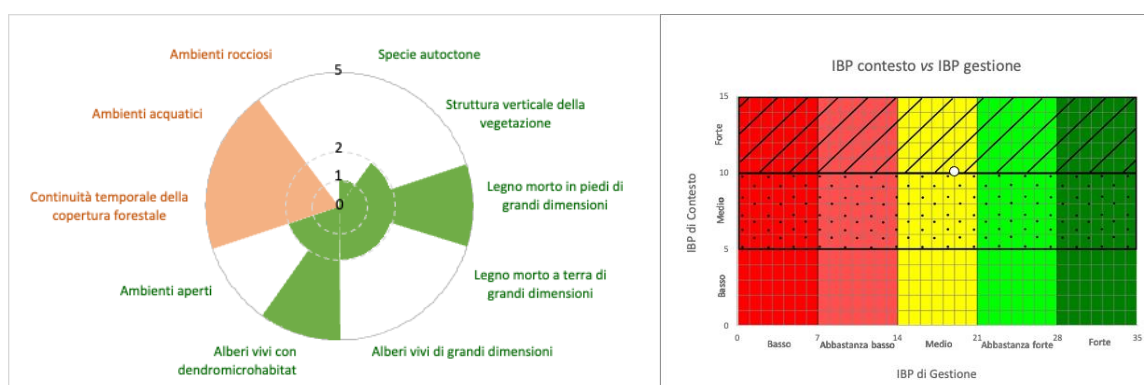 Ambienti rocciosi
Specie autoctone
5
Ambienti acquatici
Struttura verticale della
vegetazione
2
1
0
Continuità temporale della
copertura forestale
Legno morto in piedi di
grandi dimensioni
Ambienti aperti
Legno morto a terra di
grandi dimensioni
Alberi vivi con
dendromicrohabitat
Alberi vivi di grandi dimensioni
IBP contesto vs IBP gestione
IBP di Contesto
Forte
Medio
Basso
15
10
5
0
0 7 14 21 28 35
Basso Abbastanza basso Medio Abbastanza forte Forte
IBP di Gestione